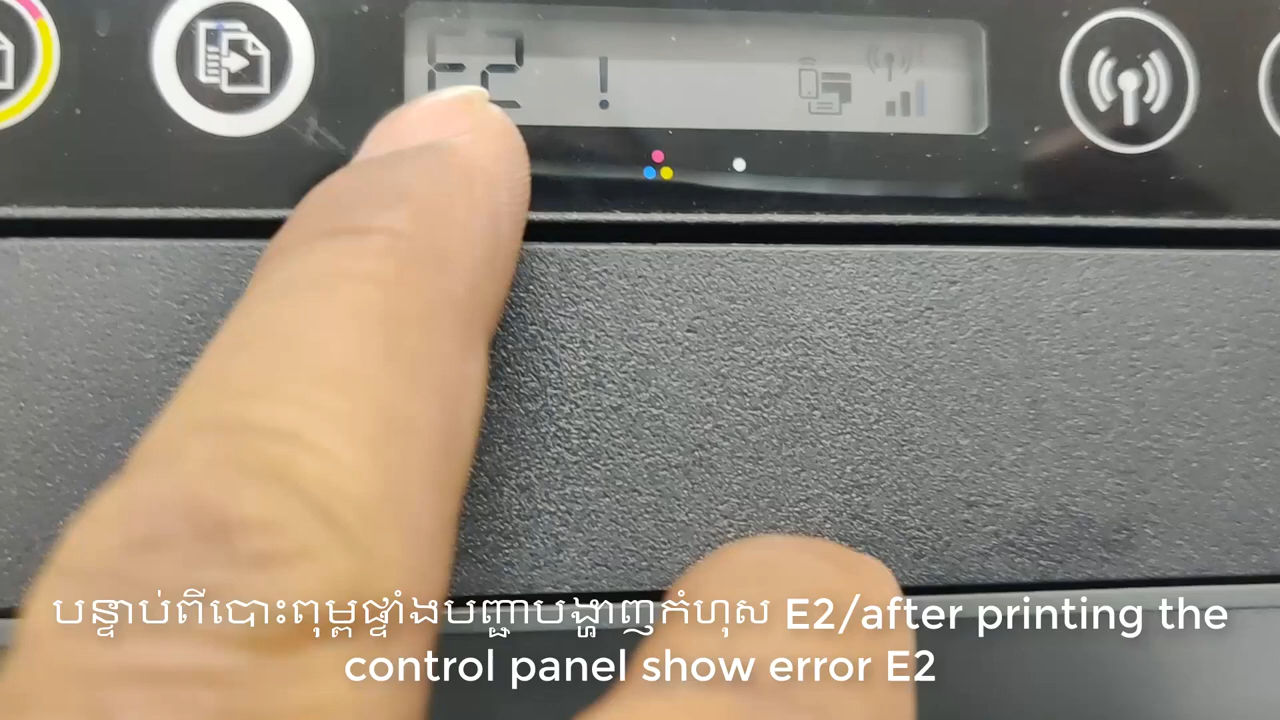 E2 !
បន្ទាប់ពីបោះពុម្ពផ្ទាំងបញ្ជាបង្ហាញកំហុស E2/after printing the
control panel show error E2